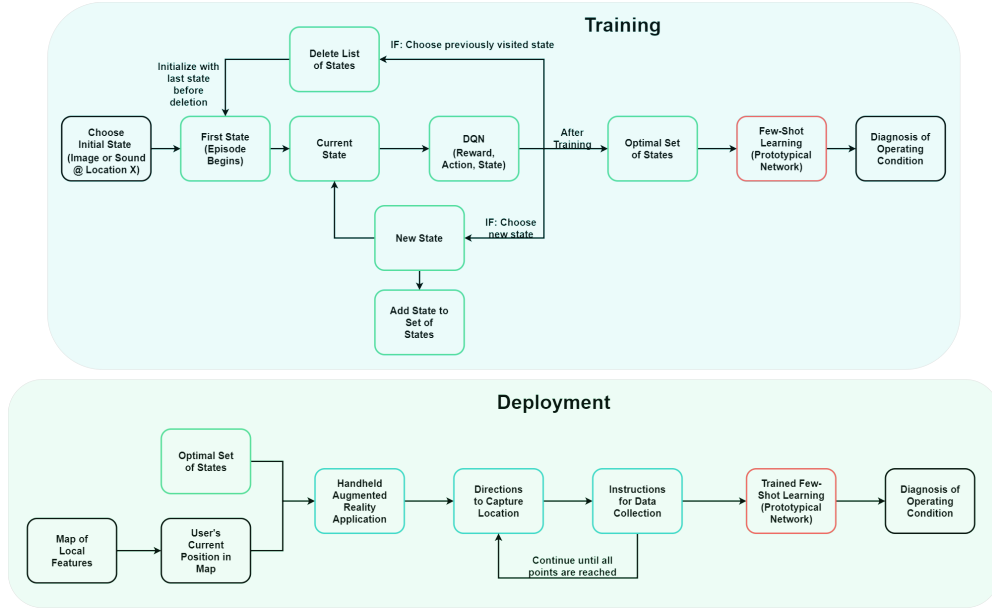 Training
Delete List
of States
IF: Choose previously visited state
Initialize with
last state
before
deletion
Choose
Initial State
(Image or Sound
@ Location X)
First State
(Episode
Begins)
Current
State
DQN
(Reward,
Action, State)
After
Training
Optimal Set
of States
Few-Shot
Learning
(Prototypical
Network)
Diagnosis of
Operating
Condition
New State
IF: Choose
new state
Add State to
Set of
States
Deployment
Optimal Set
of States
Map of
Local
Features
User's
Current
Position in
Map
Handheld
Augmented
Reality
Application
Directions
to Capture
Location
Instructions
for Data
Collection
Continue until all
points are reached
Trained Few-
Shot Learning
(Prototypical
Network)
Diagnosis of
Operating
Condition